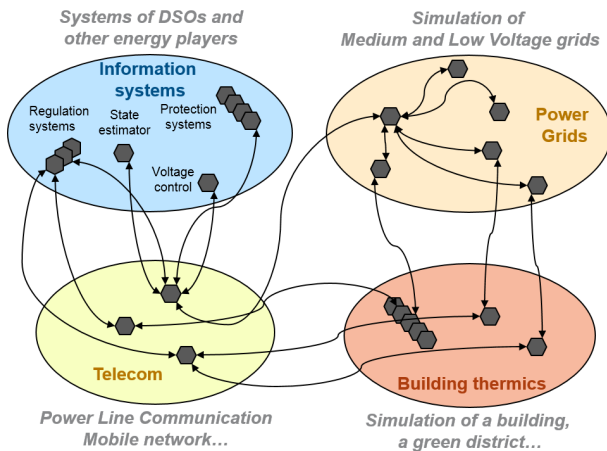 Systems of DSOs and
other energy players
Simulation of
Medium and Low Voltage grids
Information
systems
Regulation
systems
State
estimator
Protection
systems
Voltage
control
Power
Grids
Telecom
Building thermics
Power Line Communication
Mobile network…
Simulation of a building,
a green district…